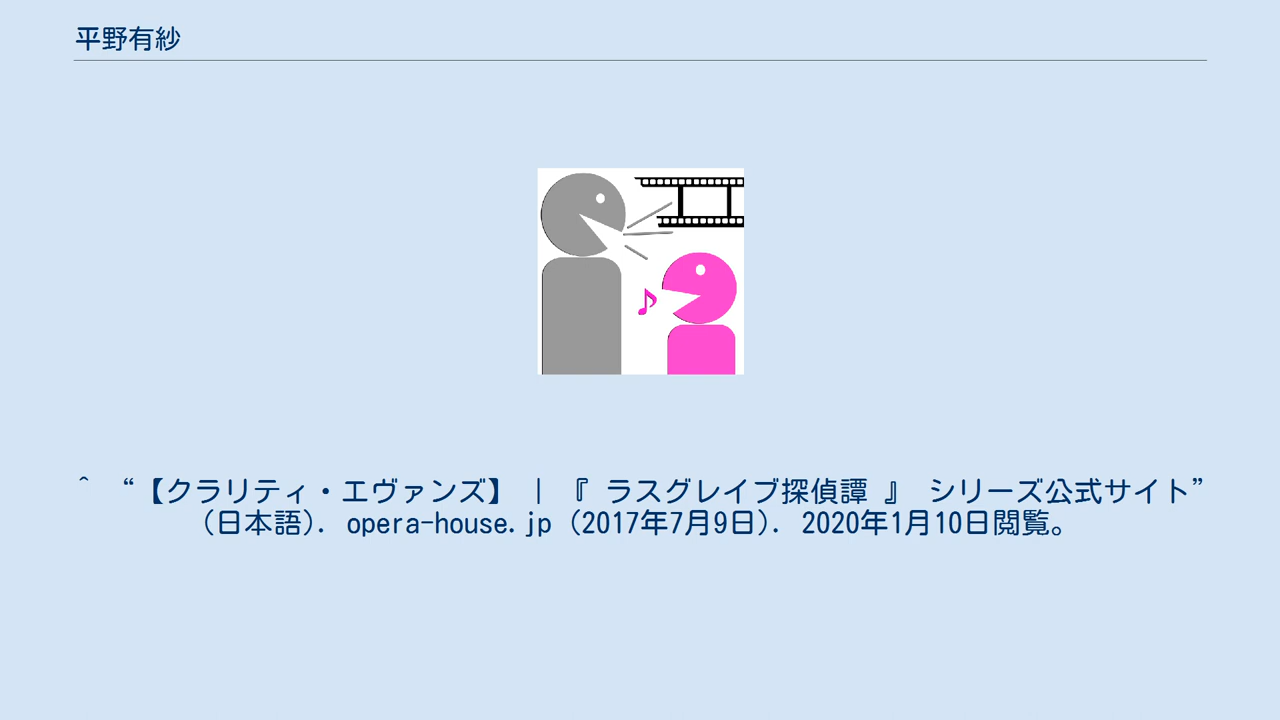 平野有紗
^ “【クラリティ・エヴァンズ】 | 『 ラスグレイブ探偵譚 』 シリーズ公式サイト”
(日本語). opera-house.jp (2017年7月9日). 2020年1月10日閲覧。